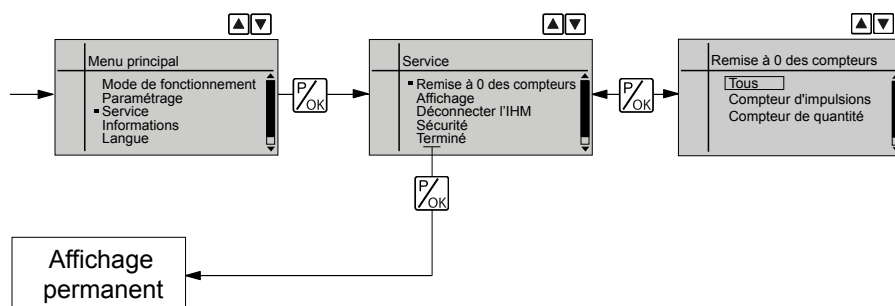 Menu principal
Mode de fonctionnement
Paramétrage
Service
Informations
Langue
P/OK
Service
Remise à 0 des compteurs
Affichage
Déconnecter l'IHM
Sécurité
Terminé
P/OK
Remise à 0 des compteurs
Tous
Compteur d'impulsions
Compteur de quantité
P/OK
Affichage
permanent